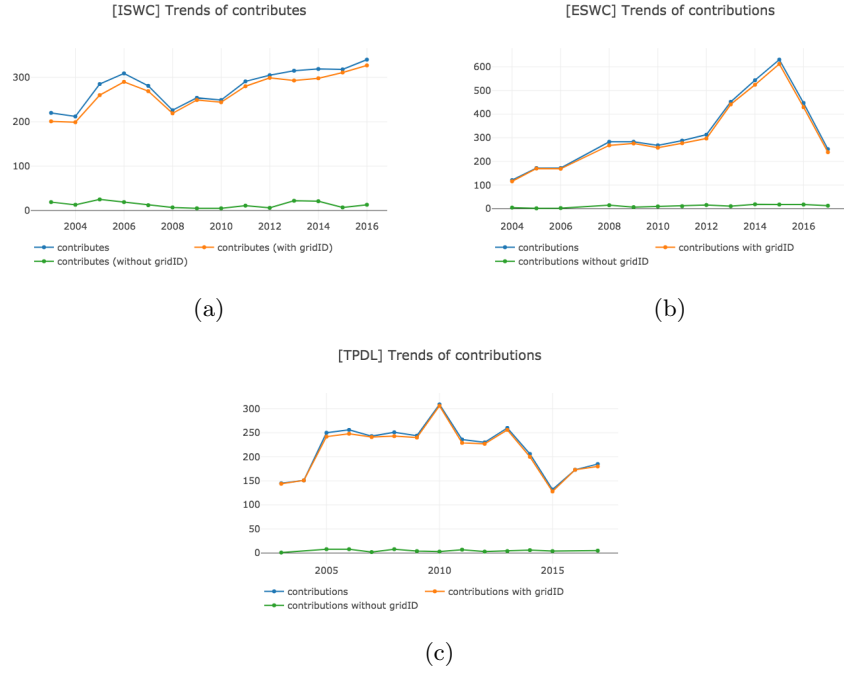 [ISWC] Trends of contributes
300
200
100
0
2004 2006 2008 2010 2012 2014 2016
contributes contributes (with gridID)
contributes (without gridID)
(a)
[ESWC] Trends of contributions
600
500
400
300
200
100
0
2004 2006 2008 2010 2012 2014 2016
contributions contributions with gridID
contributions without gridID
(b)
[TPDL] Trends of contributions
300
250
200
150
100
50
0
2005 2010 2015
contributions contributions with gridID
contributions without gridID
(c)